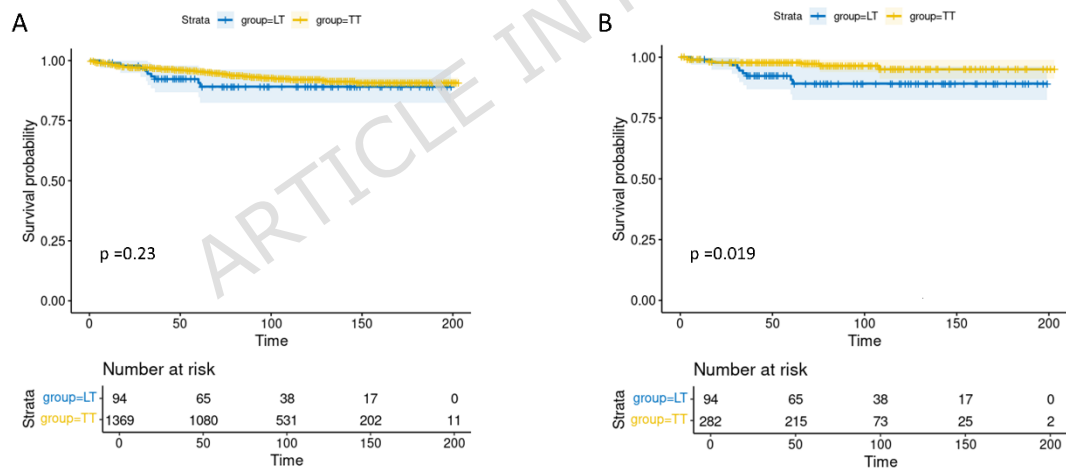 A
Strata group=LT group=TT
1.00
0.75
0.50
0.25
0.00
Survival probability
p =0.23
0 50 100 150 200
Time
Number at risk
Strata
group=LT 94 65 38 17 0
group=TT 1369 1080 531 202 11
0 50 100 150 200
Time
B
Strata group=LT group=TT
1.00
0.75
0.50
0.25
0.00
Survival probability
p =0.019
0 50 100 150 200
Time
Number at risk
Strata
group=LT 94 65 38 17 0
group=TT 282 215 73 25 2
0 50 100 150 200
Time
ARTICLE IN